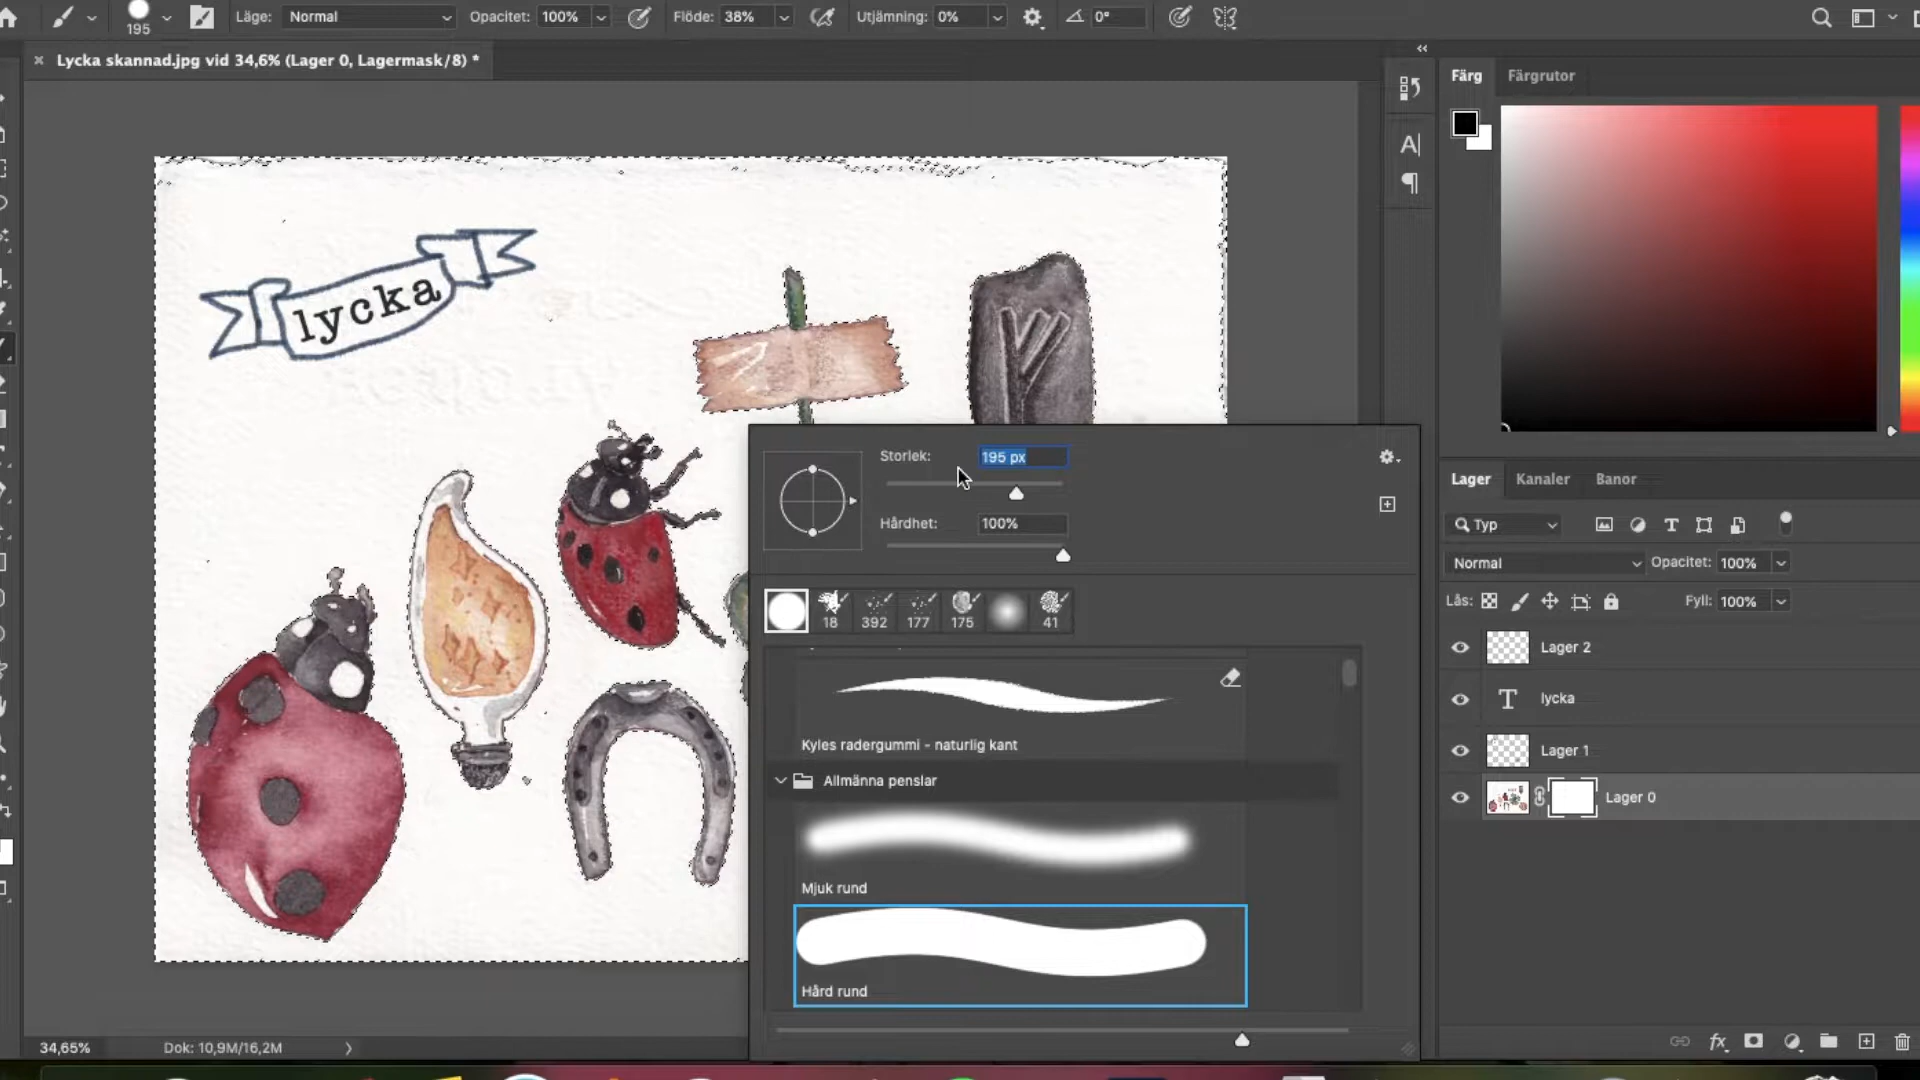 195
Läge:
Normal
Opacitet:
100%
Flöde:
38%
Utjämning:
0%
0°
Lycka skannad.jpg vid 34,6% (Lager 0, Lagermask/8) *
Färg
Färgrutor
lycka
Storlek:
195 px
Hårdhet:
100%
18
392
177
175
41
Kyles radergummi - naturlig kant
Allmänna penslar
Mjuk rund
Hård rund
Lager
Kanaler
Banor
Typ
Normal
Opacitet:
100%
Lås:
Fyll:
100%
Lager 2
lycka
Lager 1
Lager 0
fx
34,65%
Dok: 10,9M/16,2M